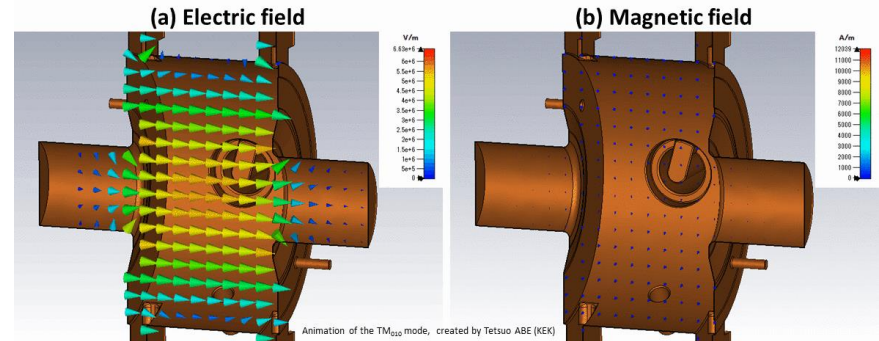 (a) Electric field
(b) Magnetic field
V/m
6.63e+6
6e+6
5.5e+6
5e+6
4.5e+6
4e+6
3.5e+6
3e+6
2.5e+6
2e+6
1.5e+6
1e+6
5e+5
0
A/m
12039
11000
10000
9000
8000
7000
6000
5000
4000
3000
2000
1000
0
Animation of the TM₀₁₀ mode, created by Tetsuo ABE (KEK)